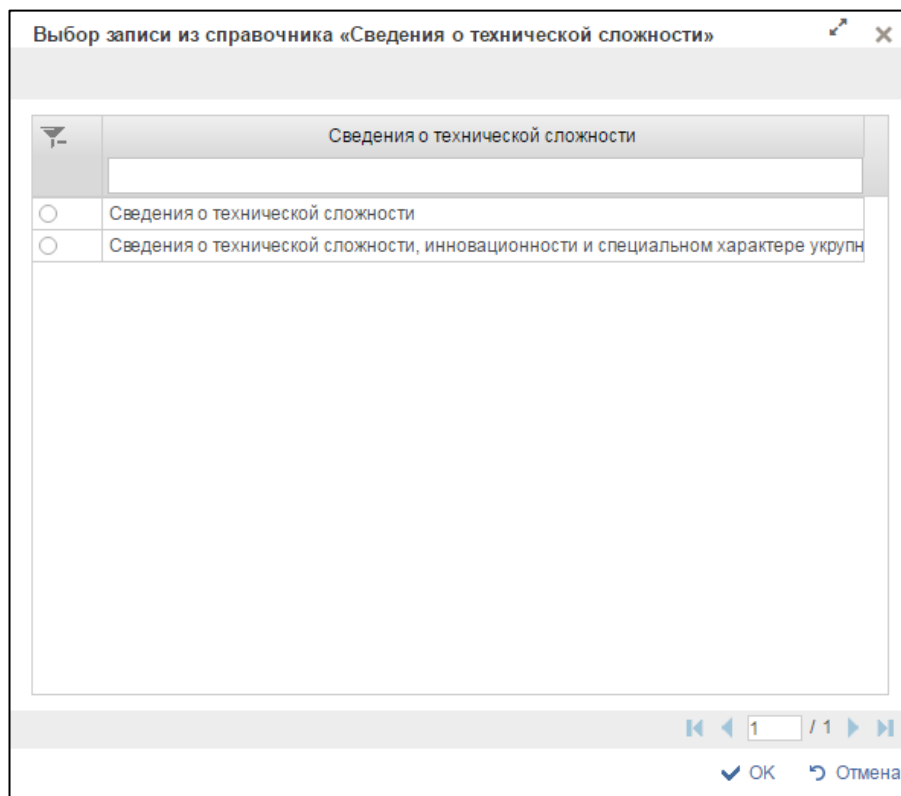 Выбор записи из справочника «Сведения о технической сложности»
Сведения о технической сложности
Сведения о технической сложности
Сведения о технической сложности, инновационности и специальном характере укрупн
1 / 1
OK Отмена